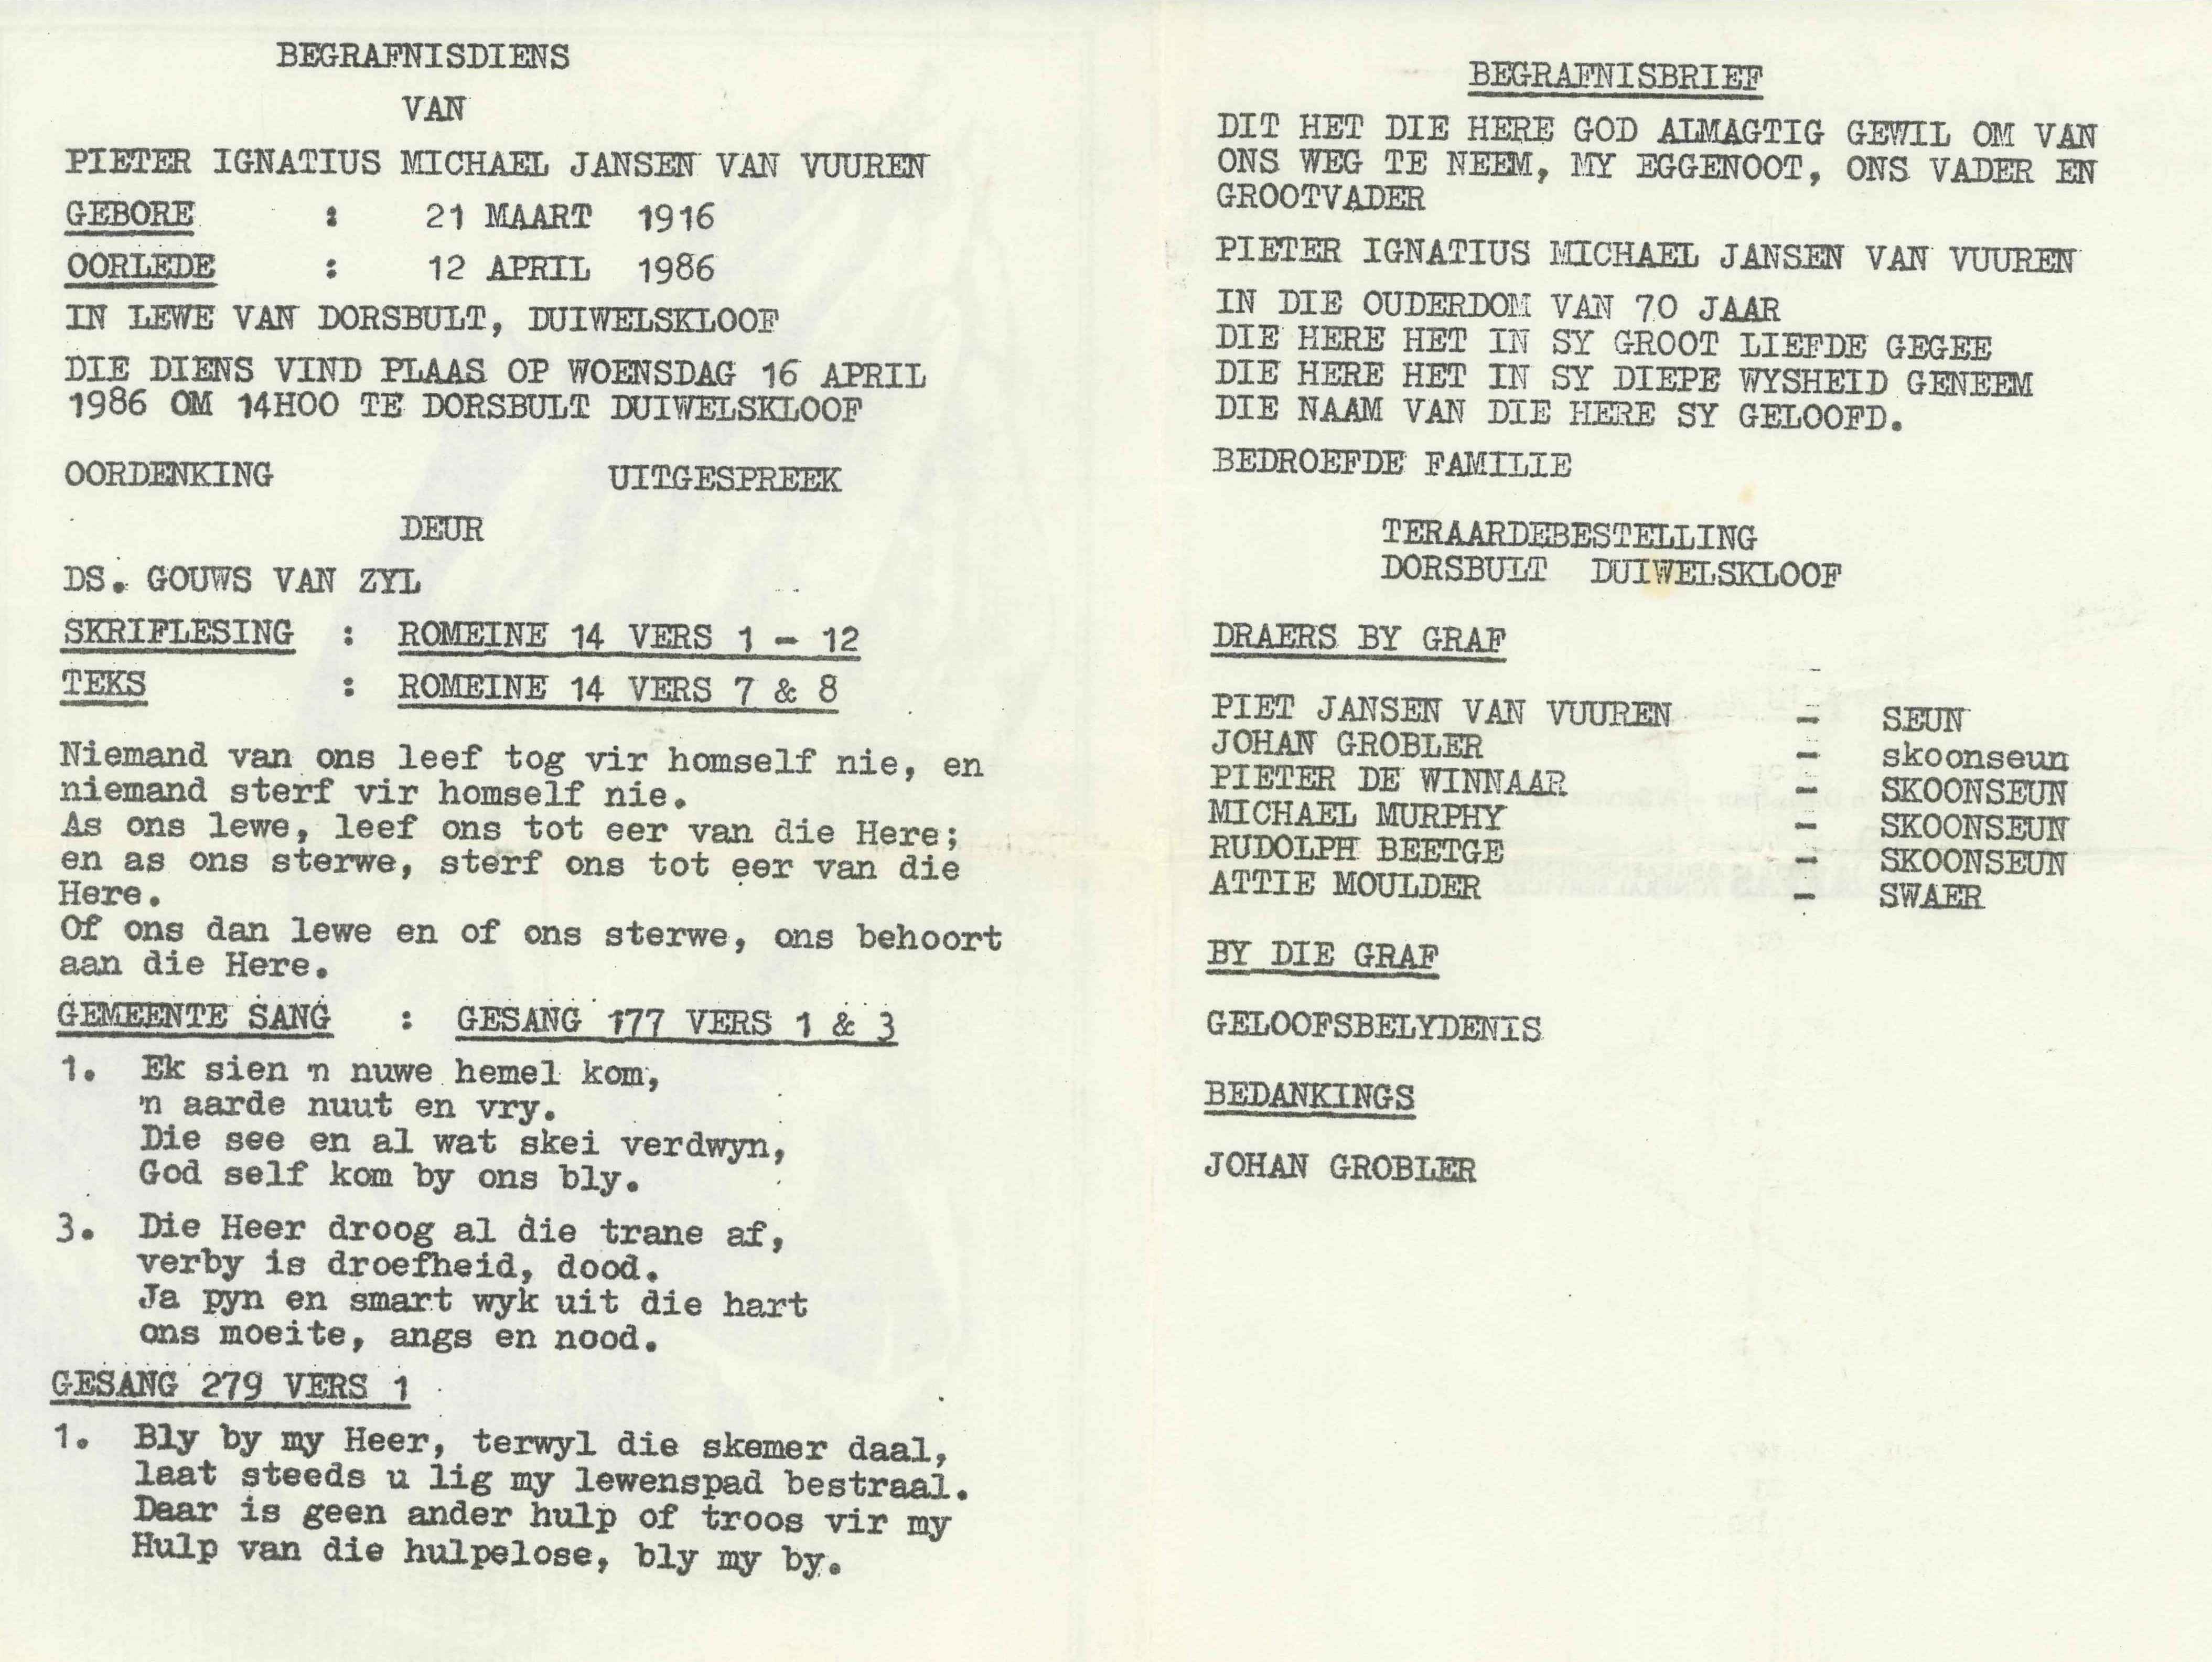 BEGRAFNISDIENS
VAN
PIETER IGNATIUS MICHAEL JANSEN VAN VUUREN
GEBORE : 21 MAART 1916
OORLEDE : 12 APRIL 1986
IN LEWE VAN DORSBULT, DUIWELSKLOOF
DIE DIENS VIND PLAAS OP WOENSDAG 16 APRIL
1986 OM 14H00 TE DORSBULT DUIWELSKLOOF
OORDENKING UITGESPREEK
DEUR
DS. GOUWS VAN ZYL
SKRIFLESING : ROMEINE 14 VERS 1 - 12
TEKS : ROMEINE 14 VERS 7 & 8
Niemand van ons leef tog vir homself nie, en
niemand sterf vir homself nie.
As ons lewe, leef ons tot eer van die Here;
en as ons sterwe, sterf ons tot eer van die
Here.
Of ons dan lewe en of ons sterwe, ons behoort
aan die Here.
GEMEENTE SANG : GESANG 177 VERS 1 & 3
1. Ek sien 'n nuwe hemel kom,
'n aarde nuut en vry.
Die see en al wat skei verdwyn,
God self kom by ons bly.
3. Die Heer droog al die trane af,
verby is droefheid, dood.
Ja pyn en smart wyk uit die hart
ons moeite, angs en nood.
GESANG 279 VERS 1
1. Bly by my Heer, terwyl die skemer daal,
laat steeds u lig my lewenspad bestraal.
Daar is geen ander hulp of troos vir my
Hulp van die hulpelose, bly my by.
BEGRAFNISBRIEF
DIT HET DIE HERE GOD ALMAGTIG GEWIL OM VAN
ONS WEG TE NEEM, MY EGGENOOT, ONS VADER EN
GROOTVADER
PIETER IGNATIUS MICHAEL JANSEN VAN VUUREN
IN DIE OUDERDOM VAN 70 JAAR
DIE HERE HET IN SY GROOT LIEFDE GEGEE
DIE HERE HET IN SY DIEPE WYSHEID GENEEM
DIE NAAM VAN DIE HERE SY GELOOFD.
BEDROEFDE FAMILIE
TERAARDEBESTELLING
DORSBULT DUIWELSKLOOF
DRAERS BY GRAF
PIET JANSEN VAN VUUREN - SEUN
JOHAN GROBLER - skoonseun
PIETER DE WINNAAR - SKOONSEUN
MICHAEL MURPHY - SKOONSEUN
RUDOLPH BEETGE - SKOONSEUN
ATTIE MOULDER - SWAER
BY DIE GRAF
GELOOFSBELYDENIS
BEDANKINGS
JOHAN GROBLER